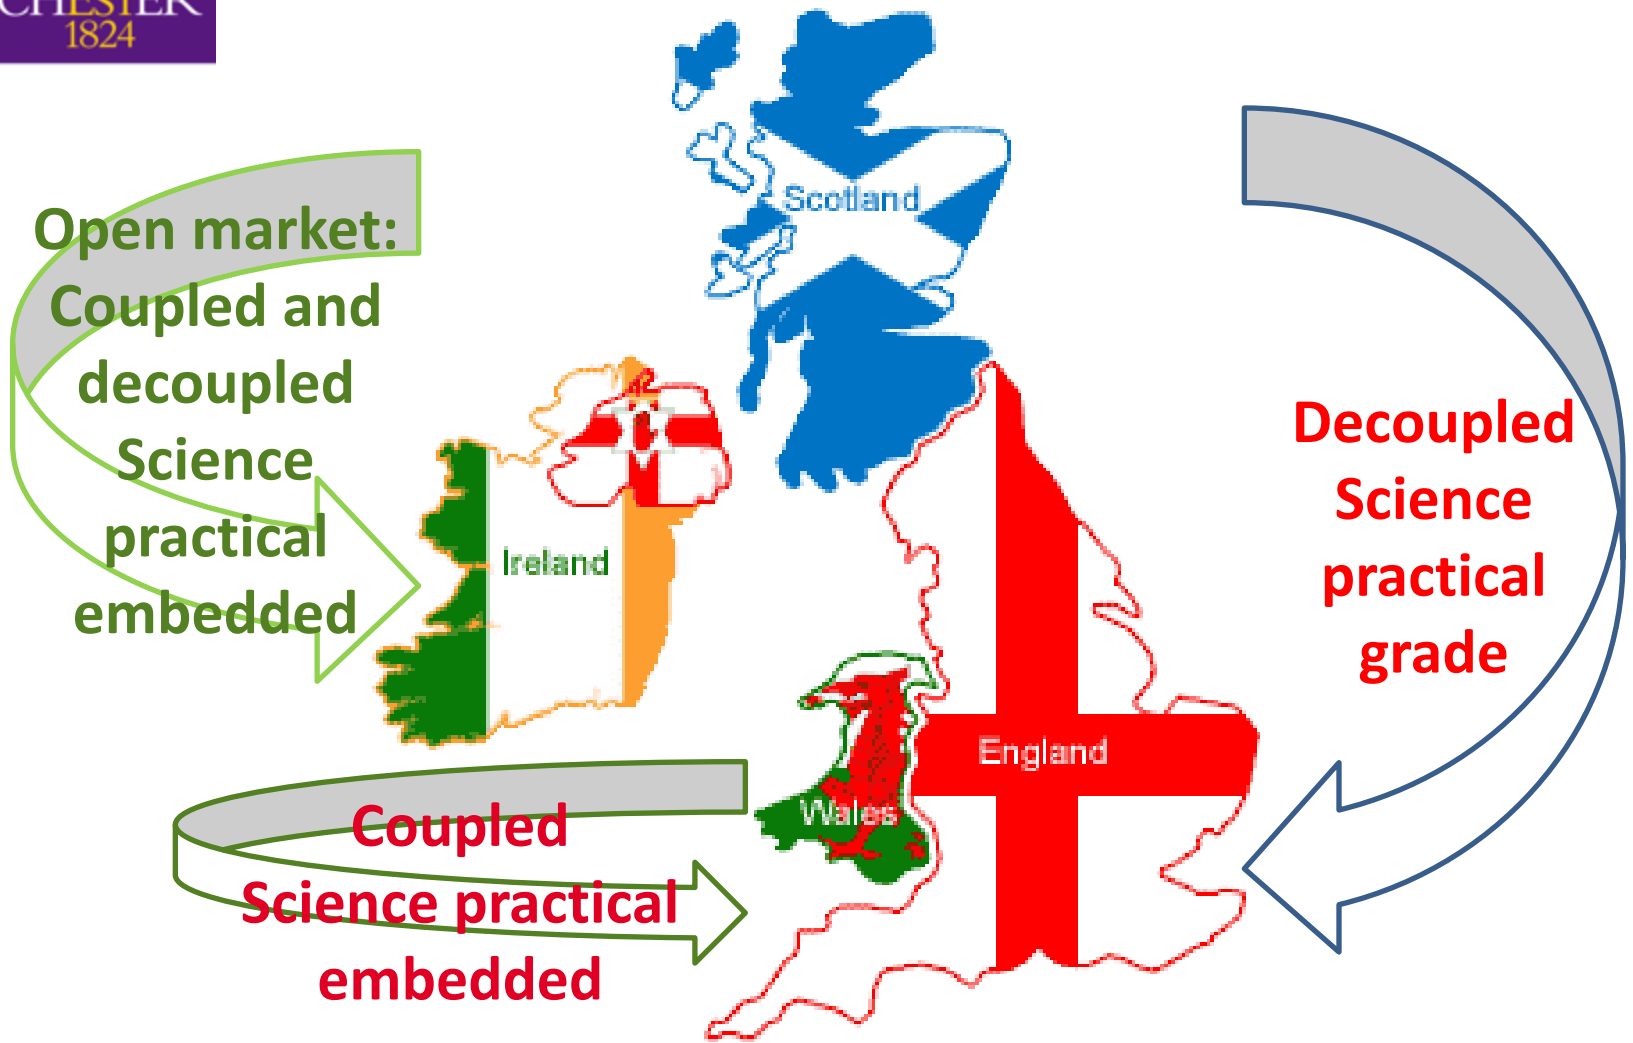 CHESTER
1824
Scotland
Open market:
Coupled and
decoupled
Science
practical
embedded
Ireland
Decoupled
Science
practical
grade
England
Wales
Coupled
Science practical
embedded